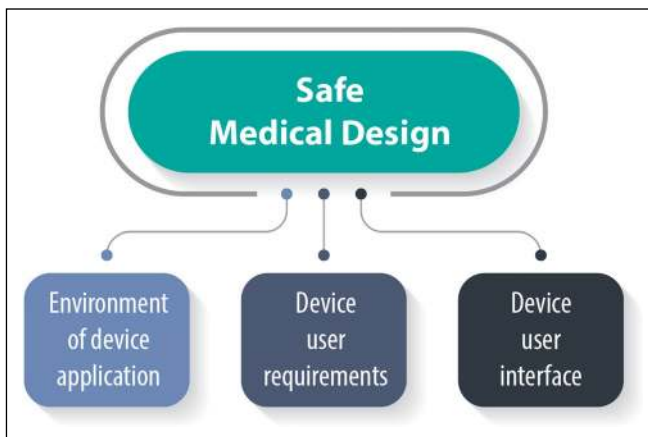 Safe
Medical Design
Environment
of device
application
Device
user
requirements
Device
user
interface